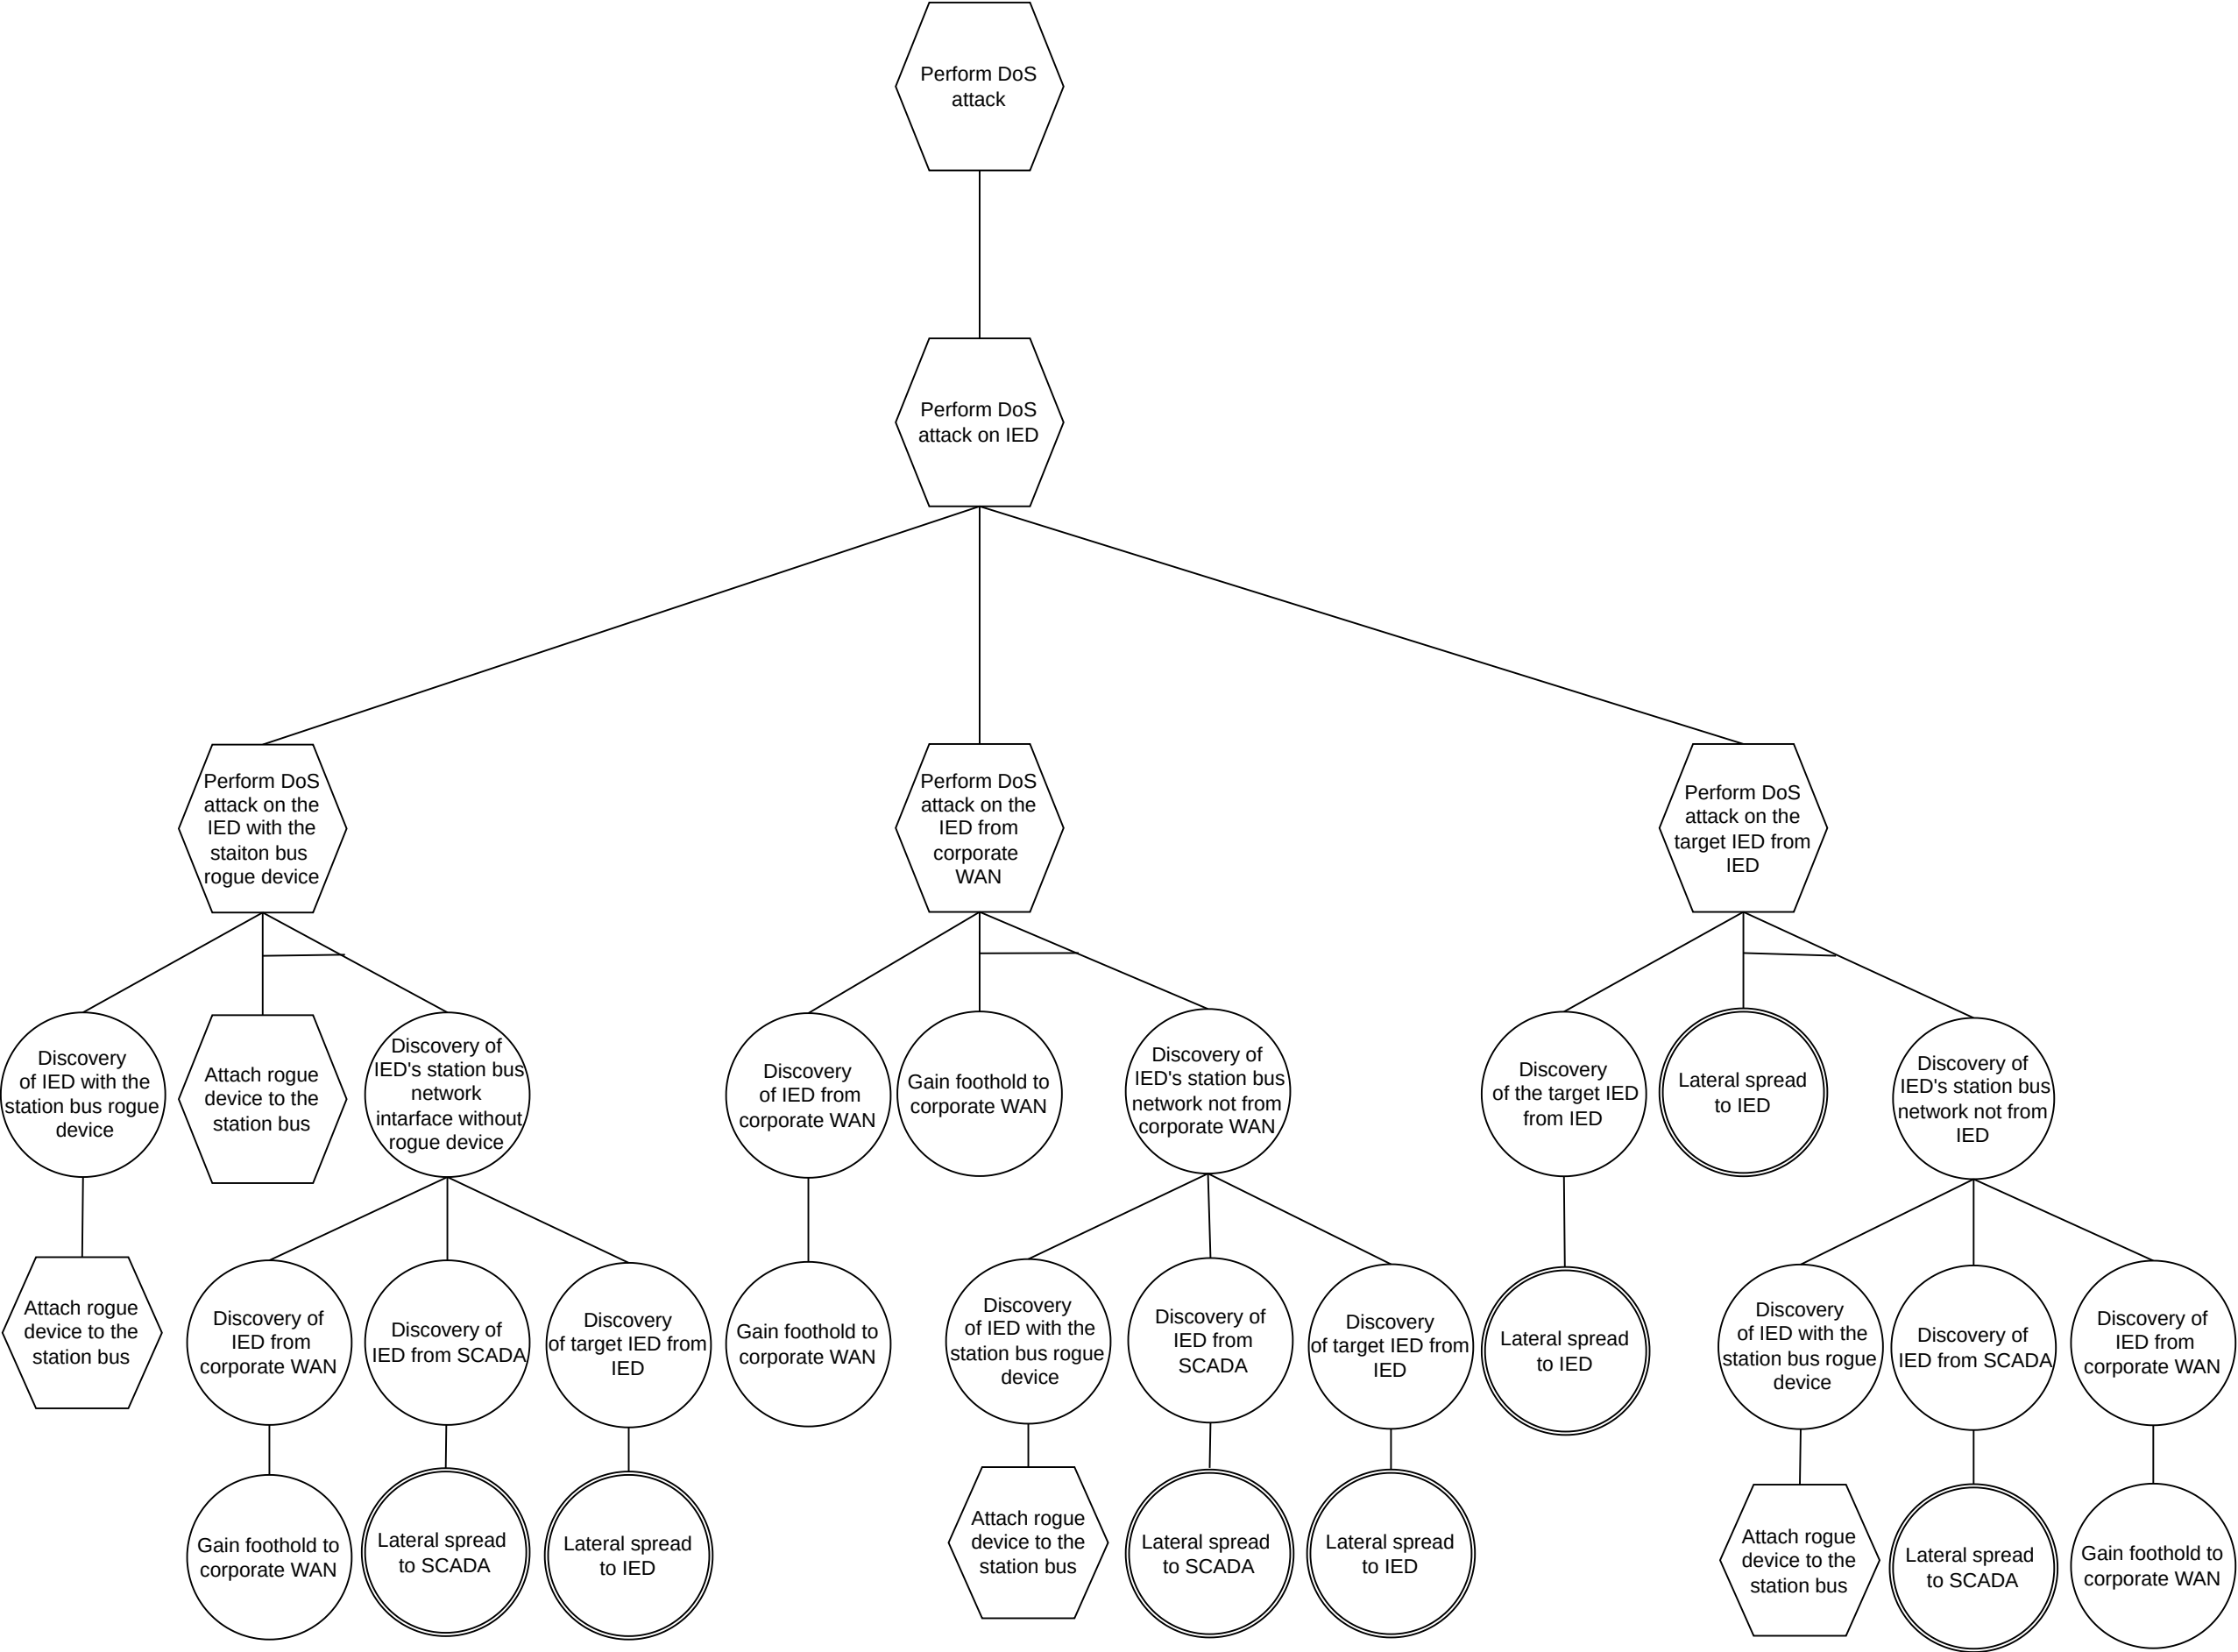 Perform DoS
attack
Perform DoS
attack on IED
Perform DoS
attack on the
IED with the
staiton bus
rogue device
Perform DoS
attack on the
IED from
corporate
WAN
Perform DoS
attack on the
target IED from
IED
Discovery
of IED with the
station bus rogue
device
Attach rogue
device to the
station bus
Discovery of
IED's station bus
network
intarface without
rogue device
Discovery
of IED from
corporate WAN
Gain foothold to
corporate WAN
Discovery of
IED's station bus
network not from
corporate WAN
Discovery
of the target IED
from IED
Lateral spread
to IED
Discovery of
IED's station bus
network not from
IED
Attach rogue
device to the
station bus
Discovery of
IED from
corporate WAN
Discovery of
IED from SCADA
Discovery
of target IED from
IED
Gain foothold to
corporate WAN
Discovery
of IED with the
station bus rogue
device
Discovery of
IED from
SCADA
Discovery
of target IED from
IED
Lateral spread
to IED
Discovery
of IED with the
station bus rogue
device
Discovery of
IED from SCADA
Discovery of
IED from
corporate WAN
Gain foothold to
corporate WAN
Lateral spread
to SCADA
Lateral spread
to IED
Attach rogue
device to the
station bus
Lateral spread
to SCADA
Lateral spread
to IED
Attach rogue
device to the
station bus
Lateral spread
to SCADA
Gain foothold to
corporate WAN